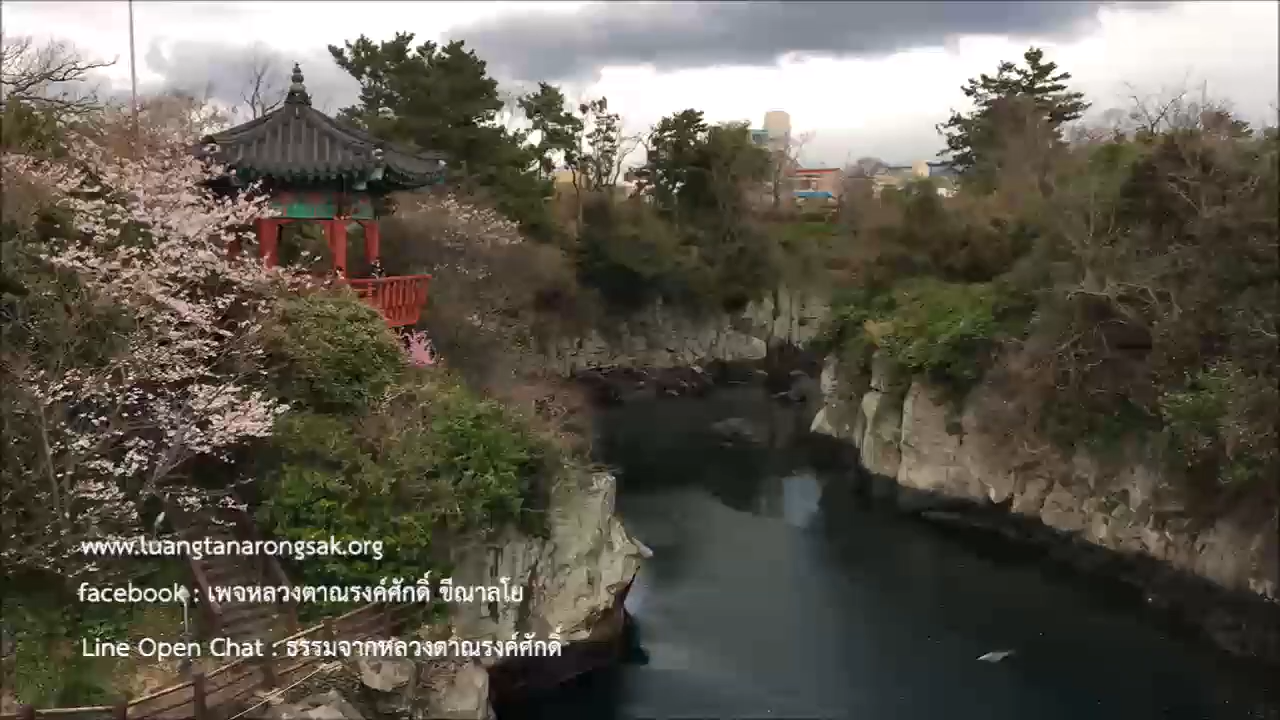 www.luangtanarongsak.org
facebook : เพจหลวงตาณรงค์ศักดิ์ ขีณาลโย
Line Open Chat : ธรรมจากหลวงตาณรงค์ศักดิ์